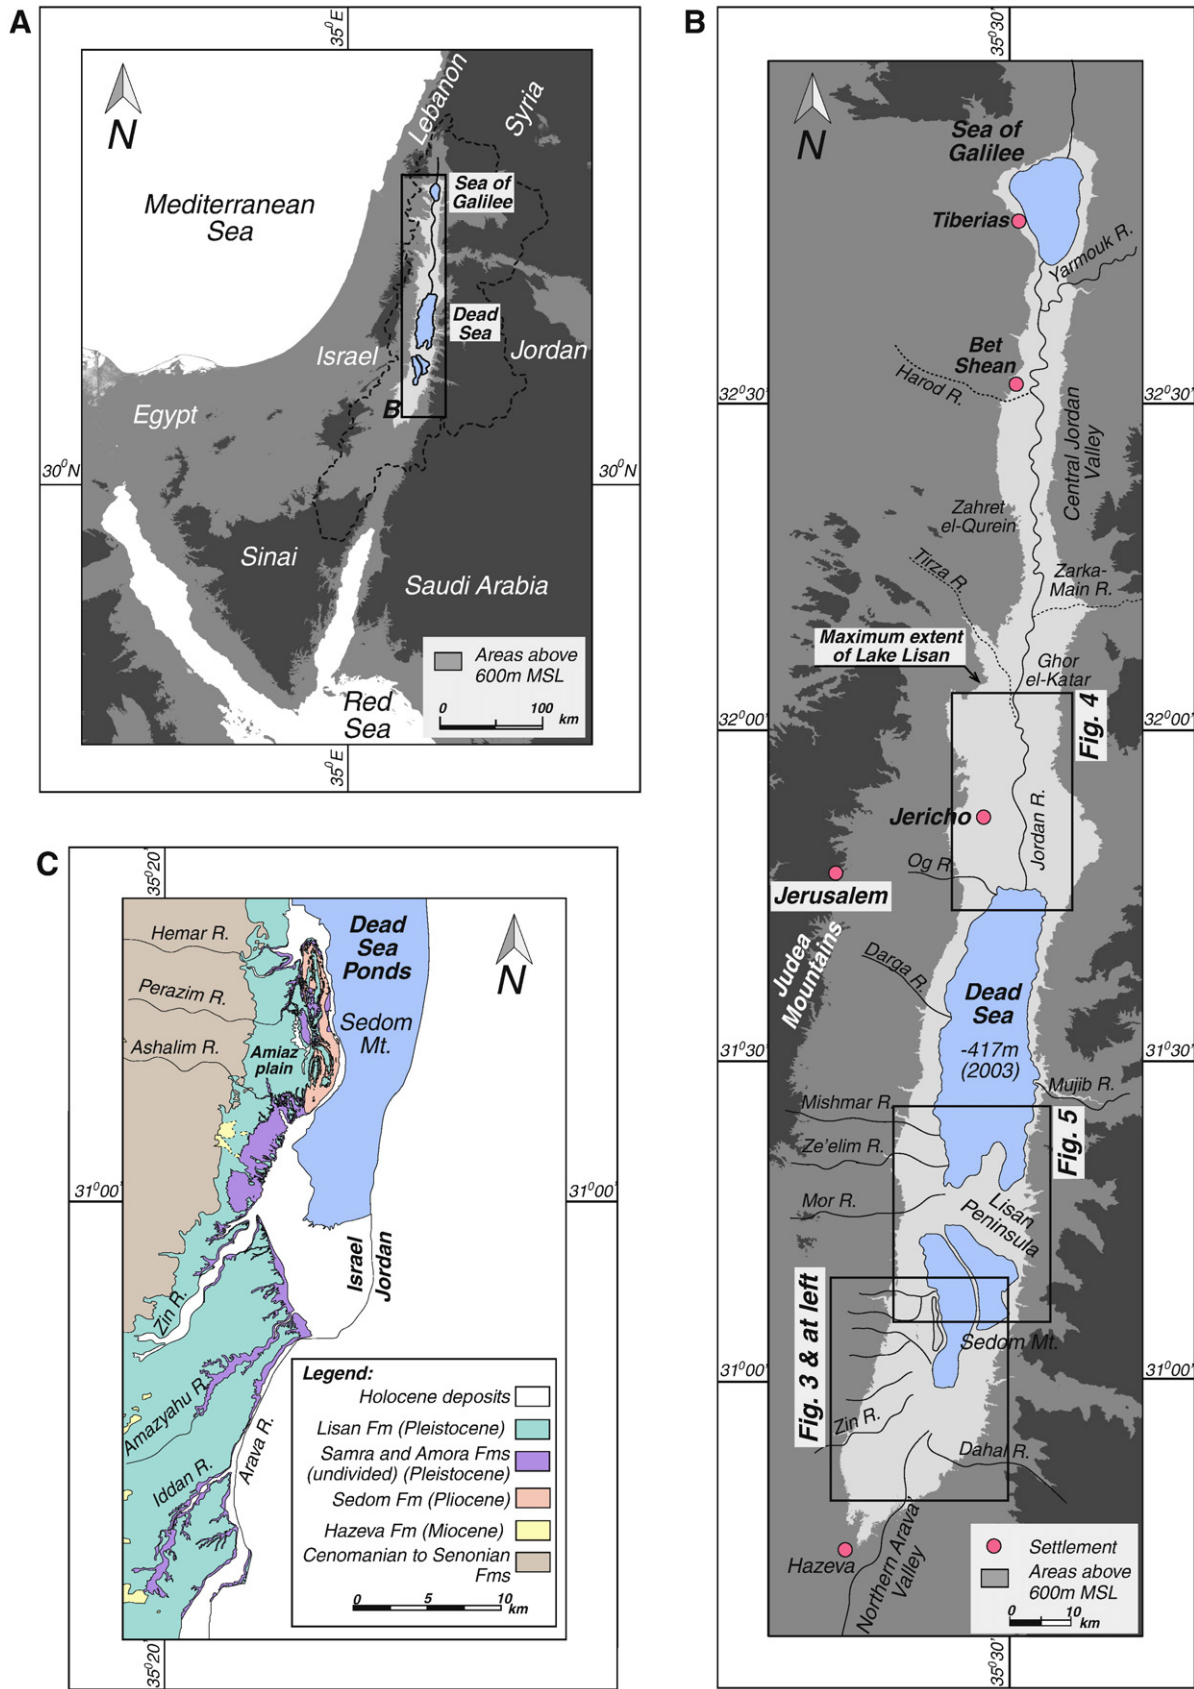 A
35°E
N
Lebanon
Syria
Mediterranean
Sea
Sea of
Galilee
Dead
Sea
Israel
Jordan
B
Egypt
30°N
30°N
Sinai
Saudi Arabia
Areas above
600m MSL
0 100
km
Red
Sea
35°E
B
35°30'
N
Sea of
Galilee
Tiberias
Yarmouk R.
Bet
Shean
Harod R.
32°30'
32°30'
Central Jordan
Valley
Zahret
el-Qurein
Tirza R.
Zarka-
Main R.
Maximum extent
of Lake Lisan
Ghor
el-Katar
Fig. 4
32°00'
32°00'
Jericho
Jordan R.
Og R.
Jerusalem
Judea
Mountains
Darga R.
Dead
Sea
-417m
(2003)
31°30'
31°30'
Mujib R.
Mishmar R.
Fig. 5
Ze'elim R.
Mor R.
Lisan
Peninsula
Fig. 3 & at left
Sedom Mt.
31°00'
31°00'
Zin R.
Dahal R.
Hazeva
Northern Arava
Valley
Settlement
Areas above
600m MSL
0 10
km
35°30'
C
35°20'
Hemar R.
Dead
Sea
Ponds
N
Perazim R.
Sedom
Mt.
Ashalim R.
Amiaz
plain
31°00'
31°00'
Israel
Jordan
Zin R.
Amazyahu R.
Arava R.
Iddan R.
Legend:
Holocene deposits
Lisan Fm (Pleistocene)
Samra and Amora Fms
(undivided) (Pleistocene)
Sedom Fm (Pliocene)
Hazeva Fm (Miocene)
Cenomanian to Senonian
Fms
0 5 10
km
35°20'